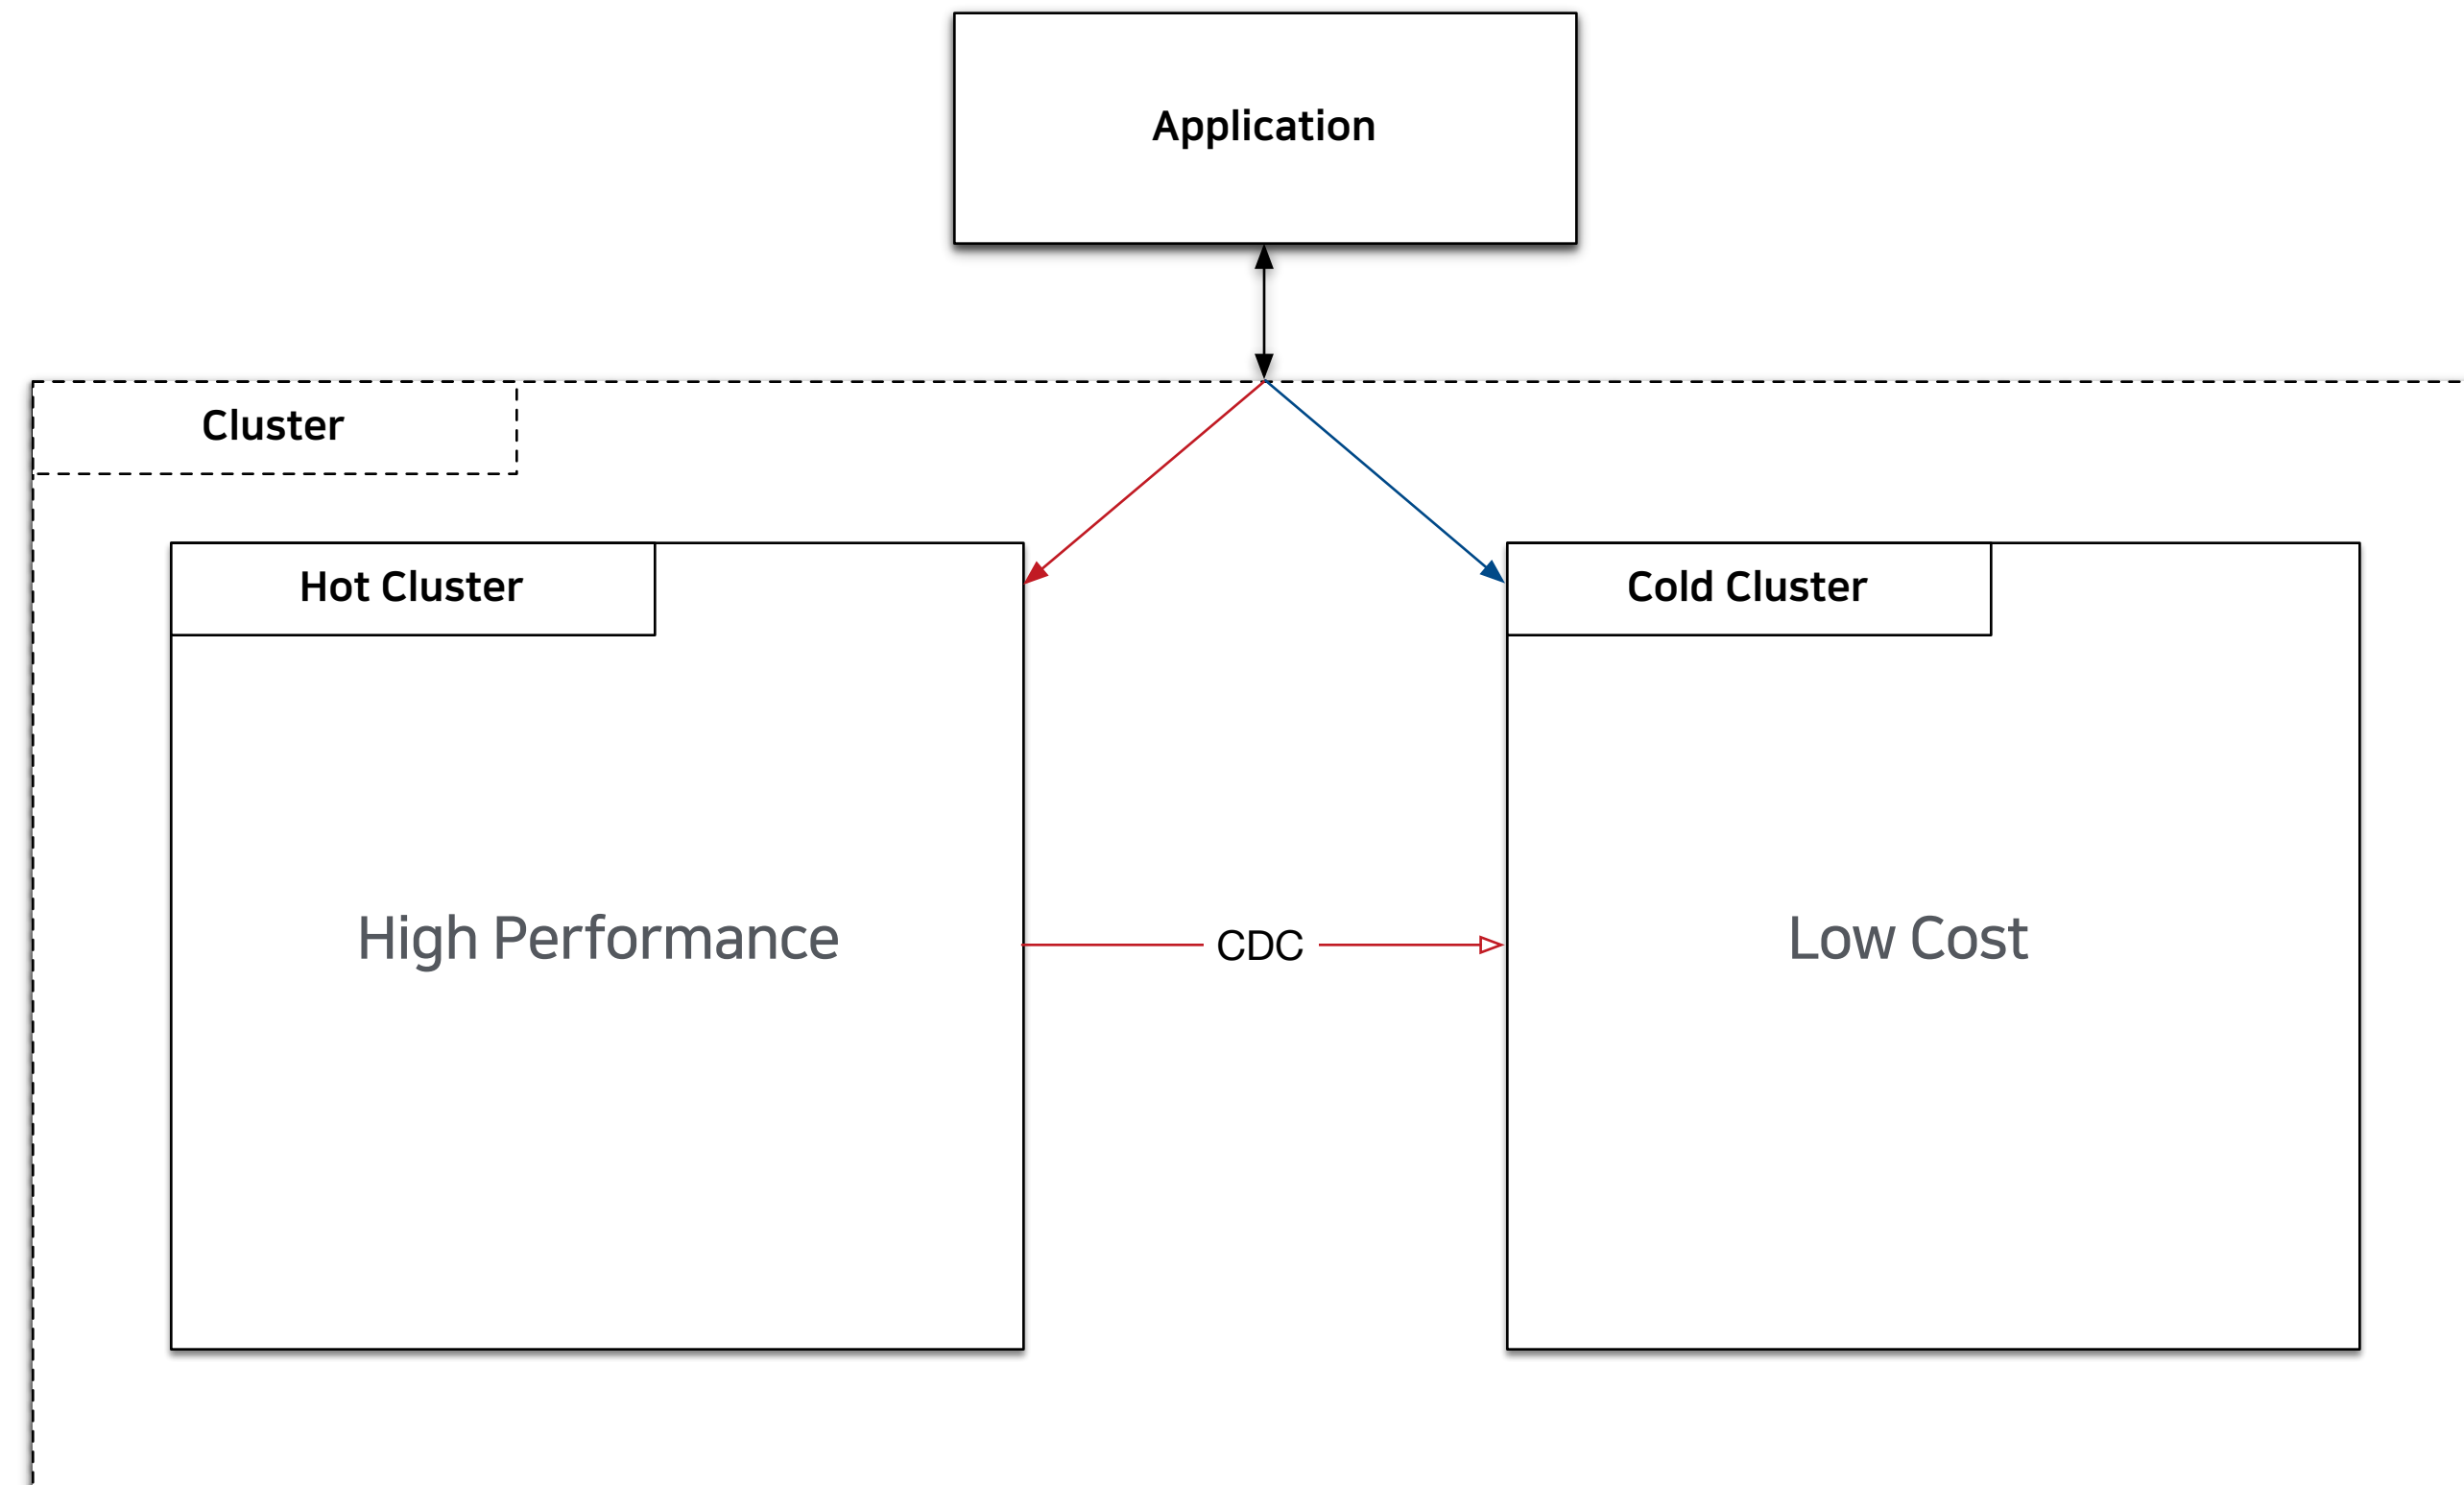 Application
Cluster
Hot Cluster
Cold Cluster
High Performance
CDC
Low Cost